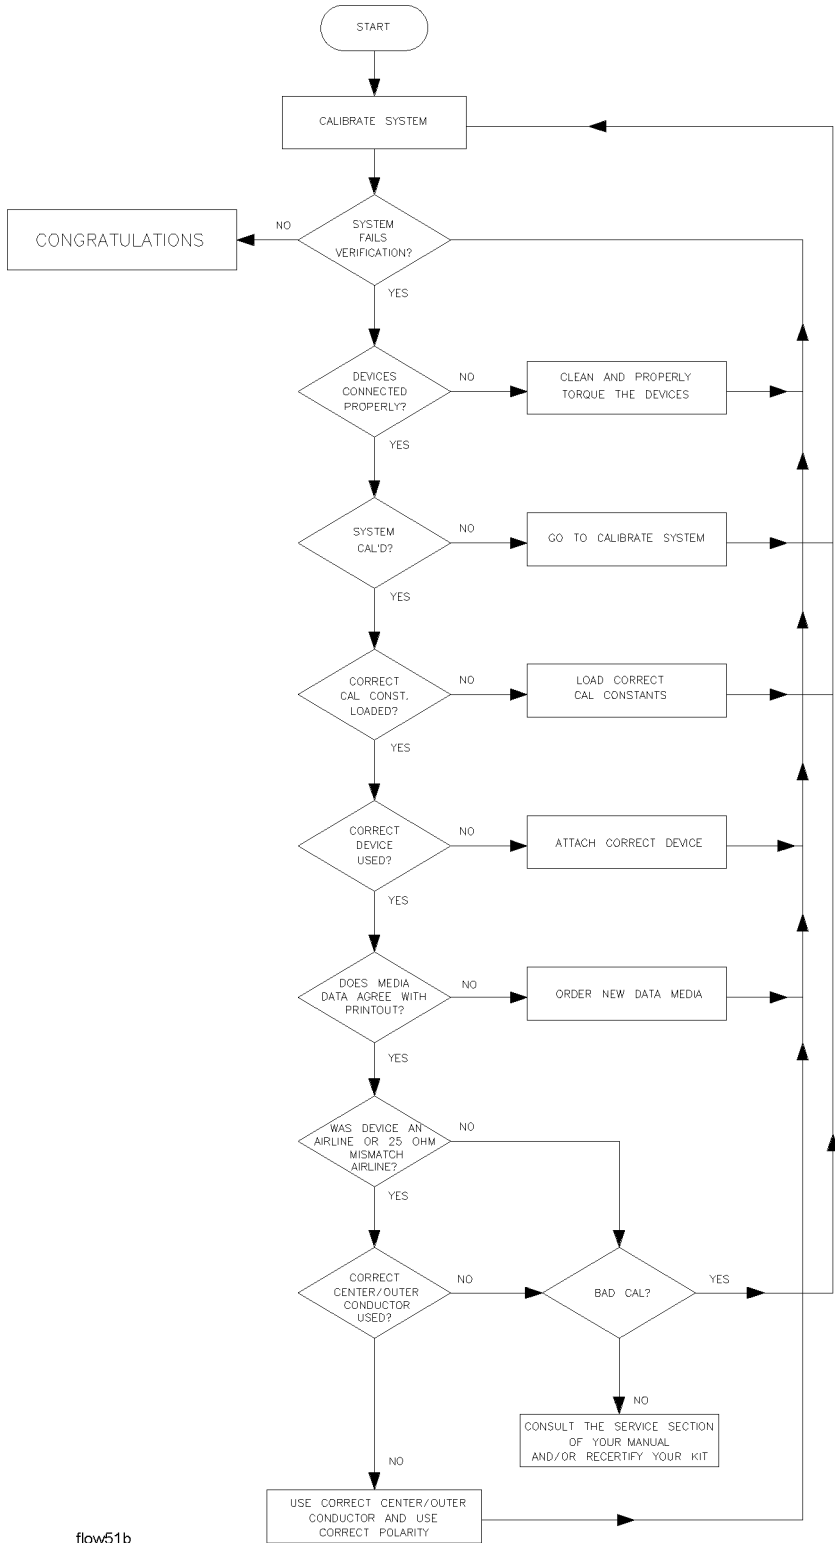 START
CALIBRATE SYSTEM
SYSTEM
FAILS
VERIFICATION?
NO
CONGRATULATIONS
YES
DEVICES
CONNECTED
PROPERLY?
NO
CLEAN AND PROPERLY
TORQUE THE DEVICES
YES
SYSTEM
CAL'D?
NO
GO TO CALIBRATE SYSTEM
YES
CORRECT
CAL CONST.
LOADED?
NO
LOAD CORRECT
CAL CONSTANTS
YES
CORRECT
DEVICE
USED?
NO
ATTACH CORRECT DEVICE
YES
DOES MEDIA
DATA AGREE WITH
PRINTOUT?
NO
ORDER NEW DATA MEDIA
YES
WAS DEVICE AN
AIRLINE OR 25 OHM
MISMATCH
AIRLINE?
NO
YES
CORRECT
CENTER/OUTER
CONDUCTOR
USED?
NO
BAD CAL?
YES
NO
CONSULT THE SERVICE SECTION
OF YOUR MANUAL
AND/OR RECERTIFY YOUR KIT
NO
USE CORRECT CENTER/OUTER
CONDUCTOR AND USE
CORRECT POLARITY
flow51b